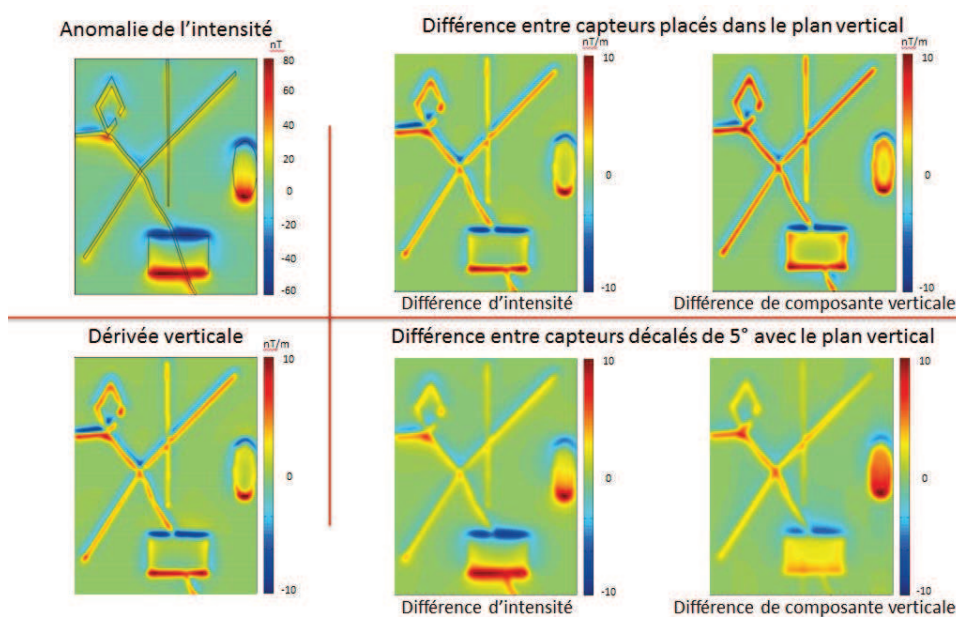 Anomalie de l'intensité
nT
80
60
40
20
0
-20
-40
-60
Différence entre capteurs placés dans le plan vertical
nT/m
10
0
-10
Différence d'intensité
nT/m
10
0
-10
Différence de composante verticale
Dérivée verticale
nT/m
10
0
-10
Différence entre capteurs décalés de 5° avec le plan vertical
10
0
-10
Différence d'intensité
10
0
-10
Différence de composante verticale